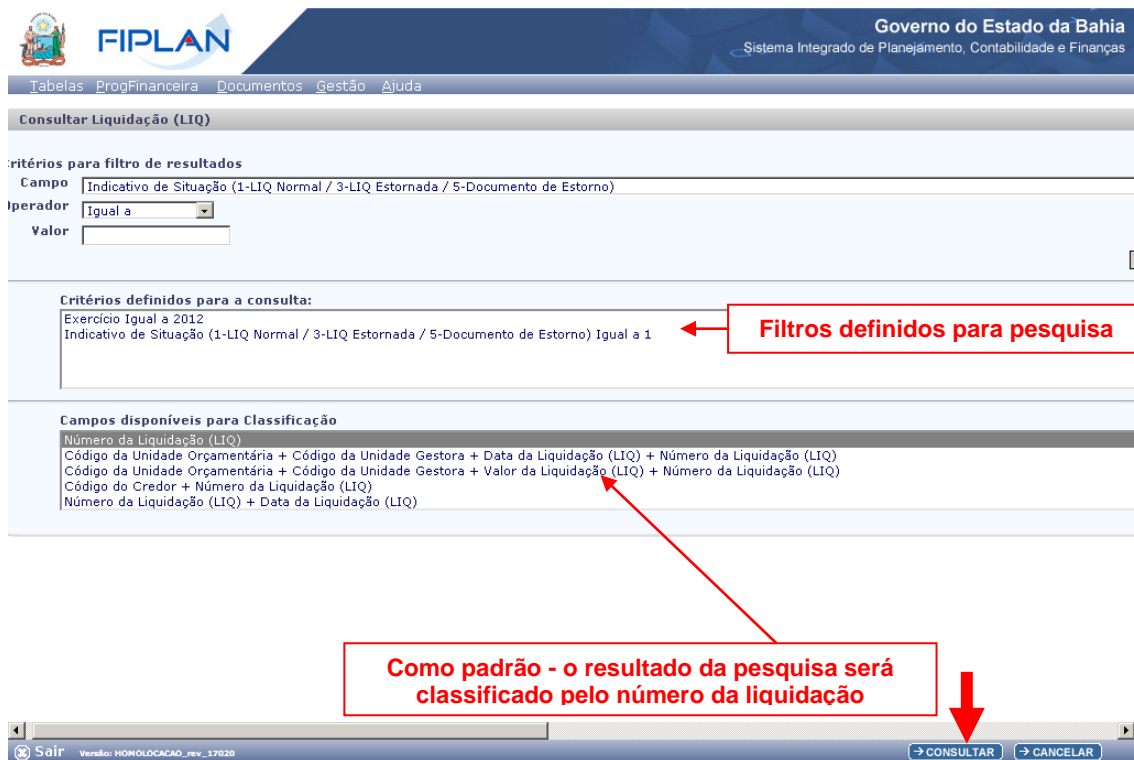 FIPLAN
Governo do Estado da Bahia
Sistema Integrado de Planejamento, Contabilidade e Finanças
Tabelas ProgFinanceira Documentos Gestão Ajuda
Consultar Liquidação (LIQ)
ritérios para filtro de resultados
Campo Indicativo de Situação (1-LIQ Normal / 3-LIQ Estornada / 5-Documento de Estorno)
Operador Igual a
Valor
Critérios definidos para a consulta:
Exercício Igual a 2012
Indicativo de Situação (1-LIQ Normal / 3-LIQ Estornada / 5-Documento de Estorno) Igual a 1
Filtros definidos para pesquisa
Campos disponíveis para Classificação
Número da Liquidação (LIQ)
Código da Unidade Orçamentária + Código da Unidade Gestora + Data da Liquidação (LIQ) + Número da Liquidação (LIQ)
Código da Unidade Orçamentária + Código da Unidade Gestora + Valor da Liquidação (LIQ) + Número da Liquidação (LIQ)
Código do Credor + Número da Liquidação (LIQ)
Número da Liquidação (LIQ) + Data da Liquidação (LIQ)
Como padrão - o resultado da pesquisa será
classificado pelo número da liquidação
Sair Versão: HOMOLOCACAO_rev_17020
CONSULTAR CANCELAR